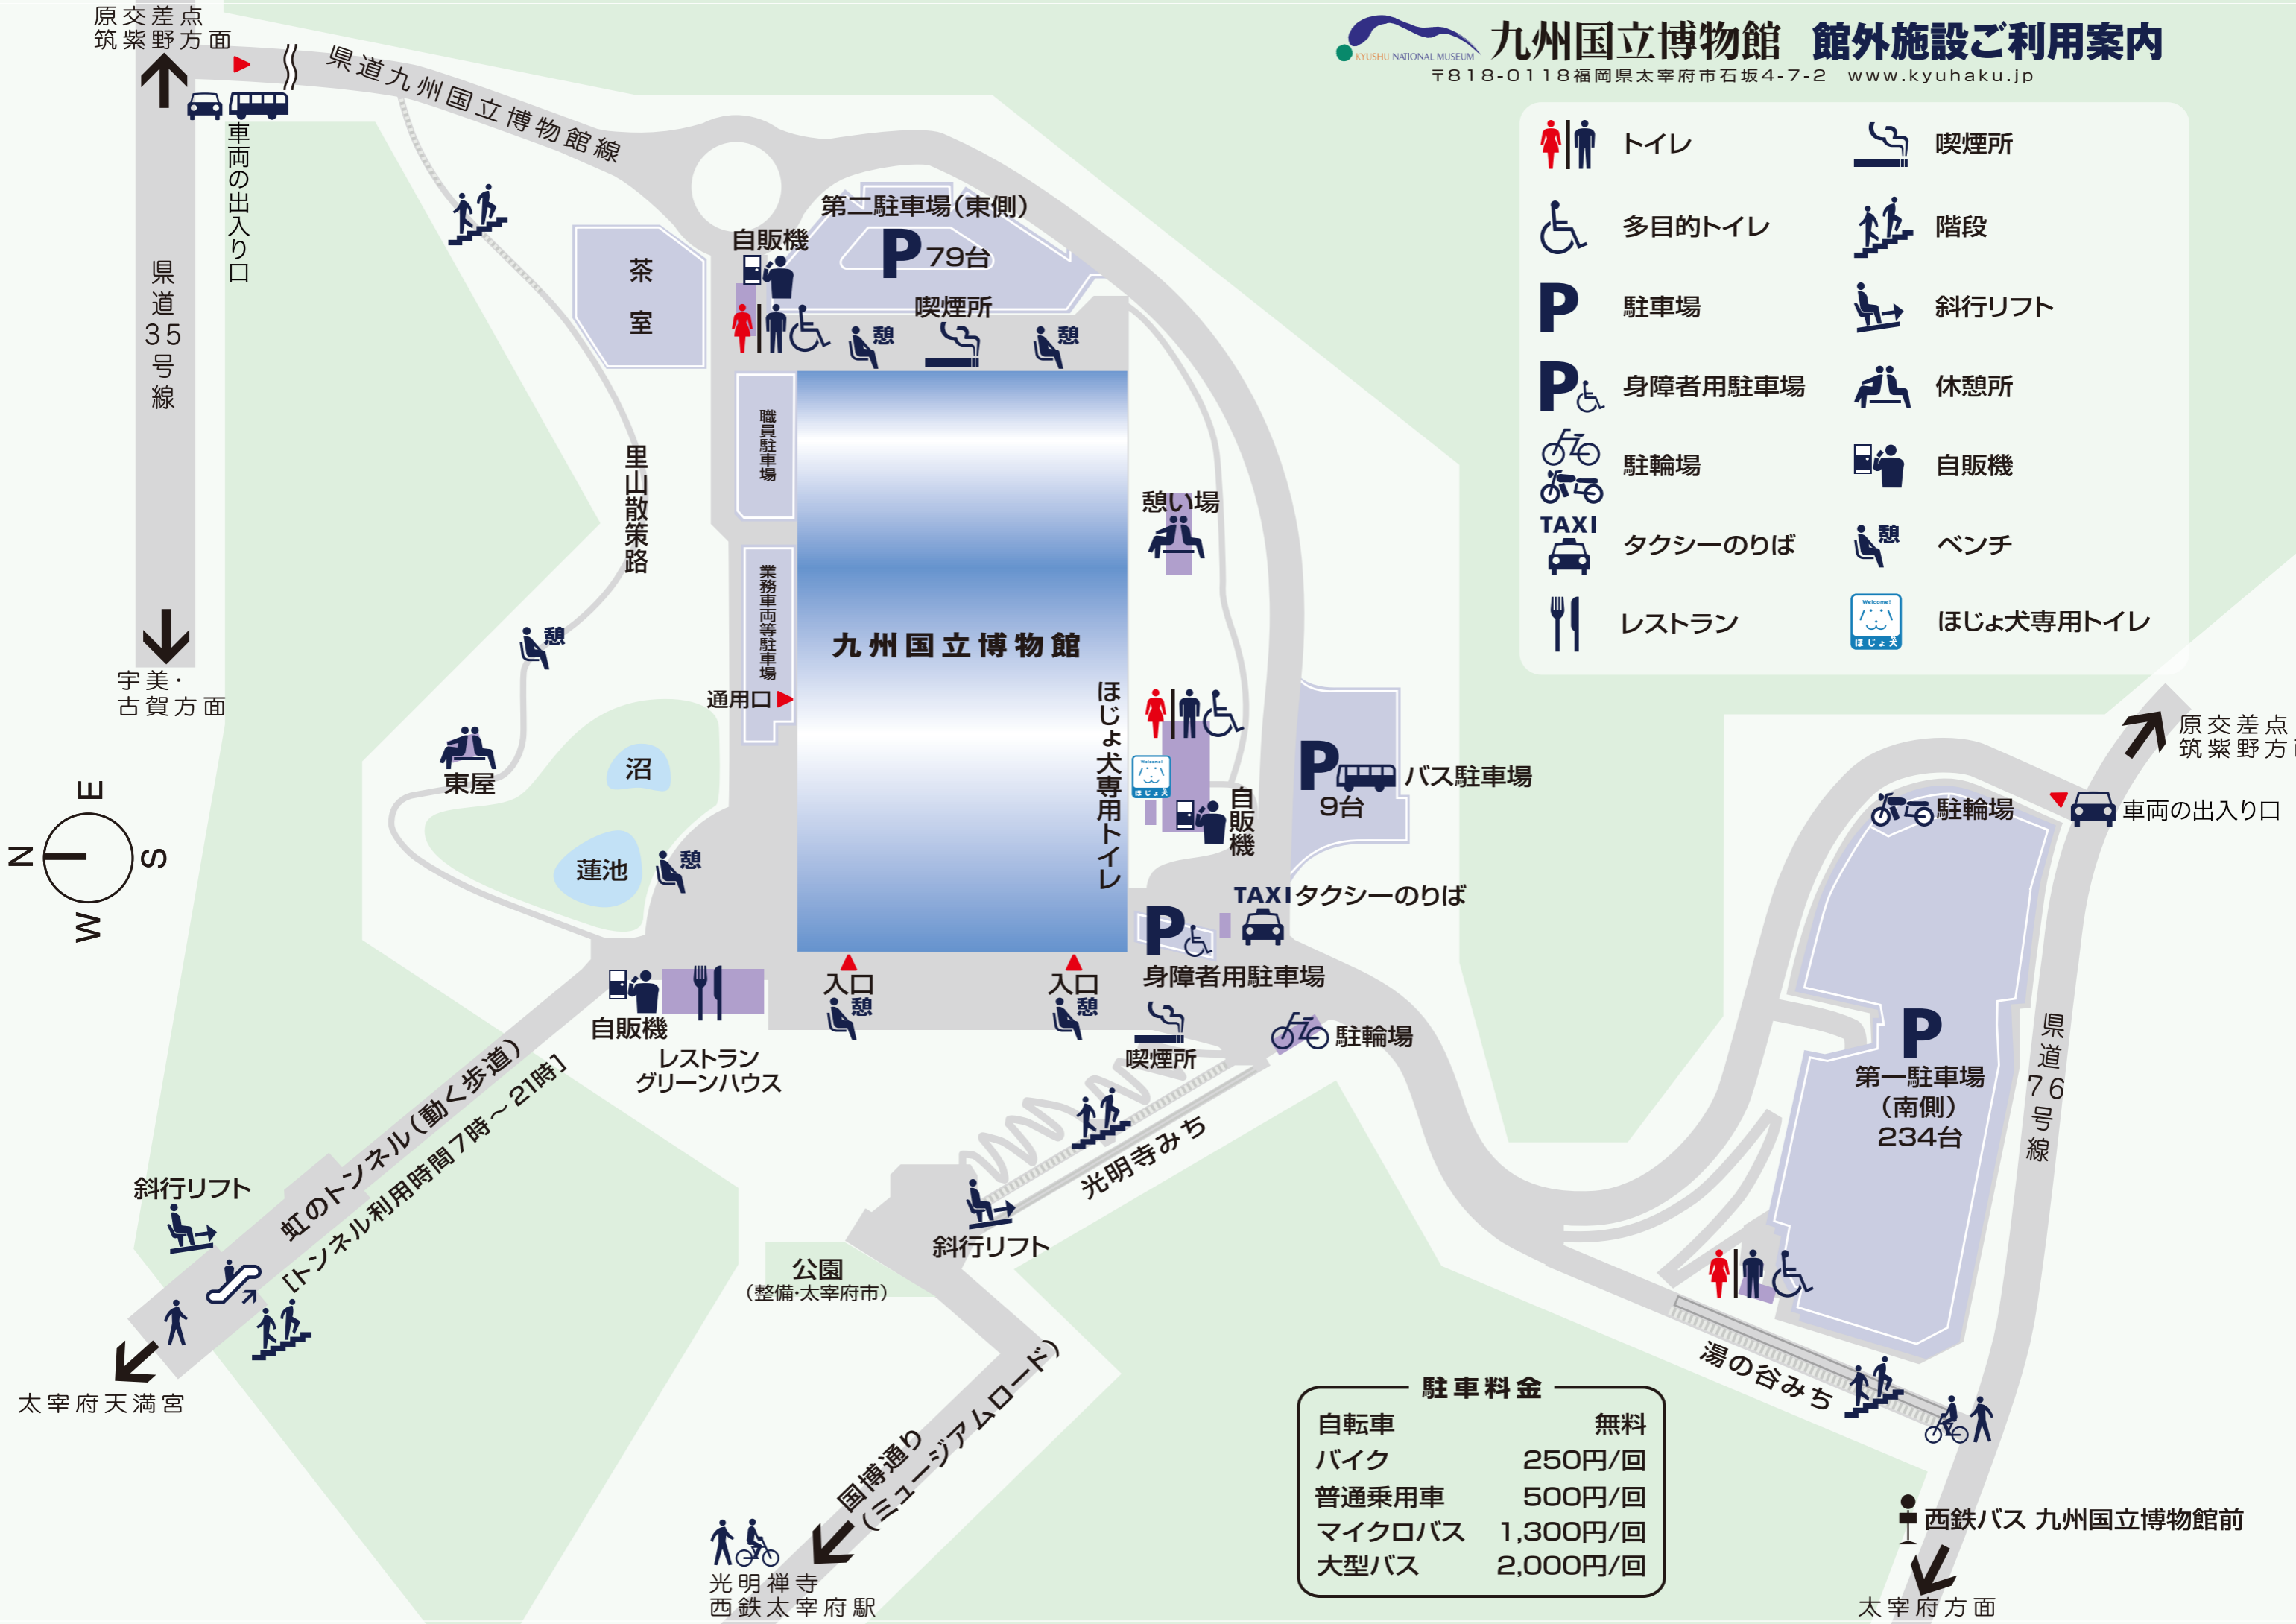 原交差点
筑紫野方面
車両の出入り口
県道九州国立博物館線
KYUSHU NATIONAL MUSEUM
九州国立博物館 館外施設ご利用案内
〒818-0118福岡県太宰府市石坂4-7-2 www.kyuhaku.jp
トイレ
喫煙所
多目的トイレ
階段
P
駐車場
斜行リフト
P
身障者用駐車場
休憩所
駐輪場
自販機
TAXI
タクシーのりば
憩
ベンチ
レストラン
Welcome!
ほじょ犬
ほじょ犬専用トイレ
県道35号線
宇美・
古賀方面
茶室
自販機
第二駐車場(東側)
P 79台
喫煙所
憩
憩
職員駐車場
里山散策路
業務車両等駐車場
憩い場
憩
九州国立博物館
通用口
ほじょ犬専用トイレ
Welcome!
ほじょ犬
自販機
P
バス駐車場
9台
東屋
沼
蓮池
憩
E
N
S
W
TAXI タクシーのりば
P
身障者用駐車場
入口
憩
入口
憩
喫煙所
駐輪場
自販機
レストラン
グリーンハウス
虹のトンネル(動く歩道)
[トンネル利用時間7時〜21時]
斜行リフト
太宰府天満宮
光明寺みち
斜行リフト
公園
(整備・太宰府市)
国博通り
(ミュージアムロード)
光明禅寺
西鉄太宰府駅
原交差点
筑紫野方
駐輪場
車両の出入り口
県道76号線
P
第一駐車場
(南側)
234台
湯の谷みち
西鉄バス 九州国立博物館前
太宰府方面
駐車料金
自転車 無料
バイク 250円/回
普通乗用車 500円/回
マイクロバス 1,300円/回
大型バス 2,000円/回